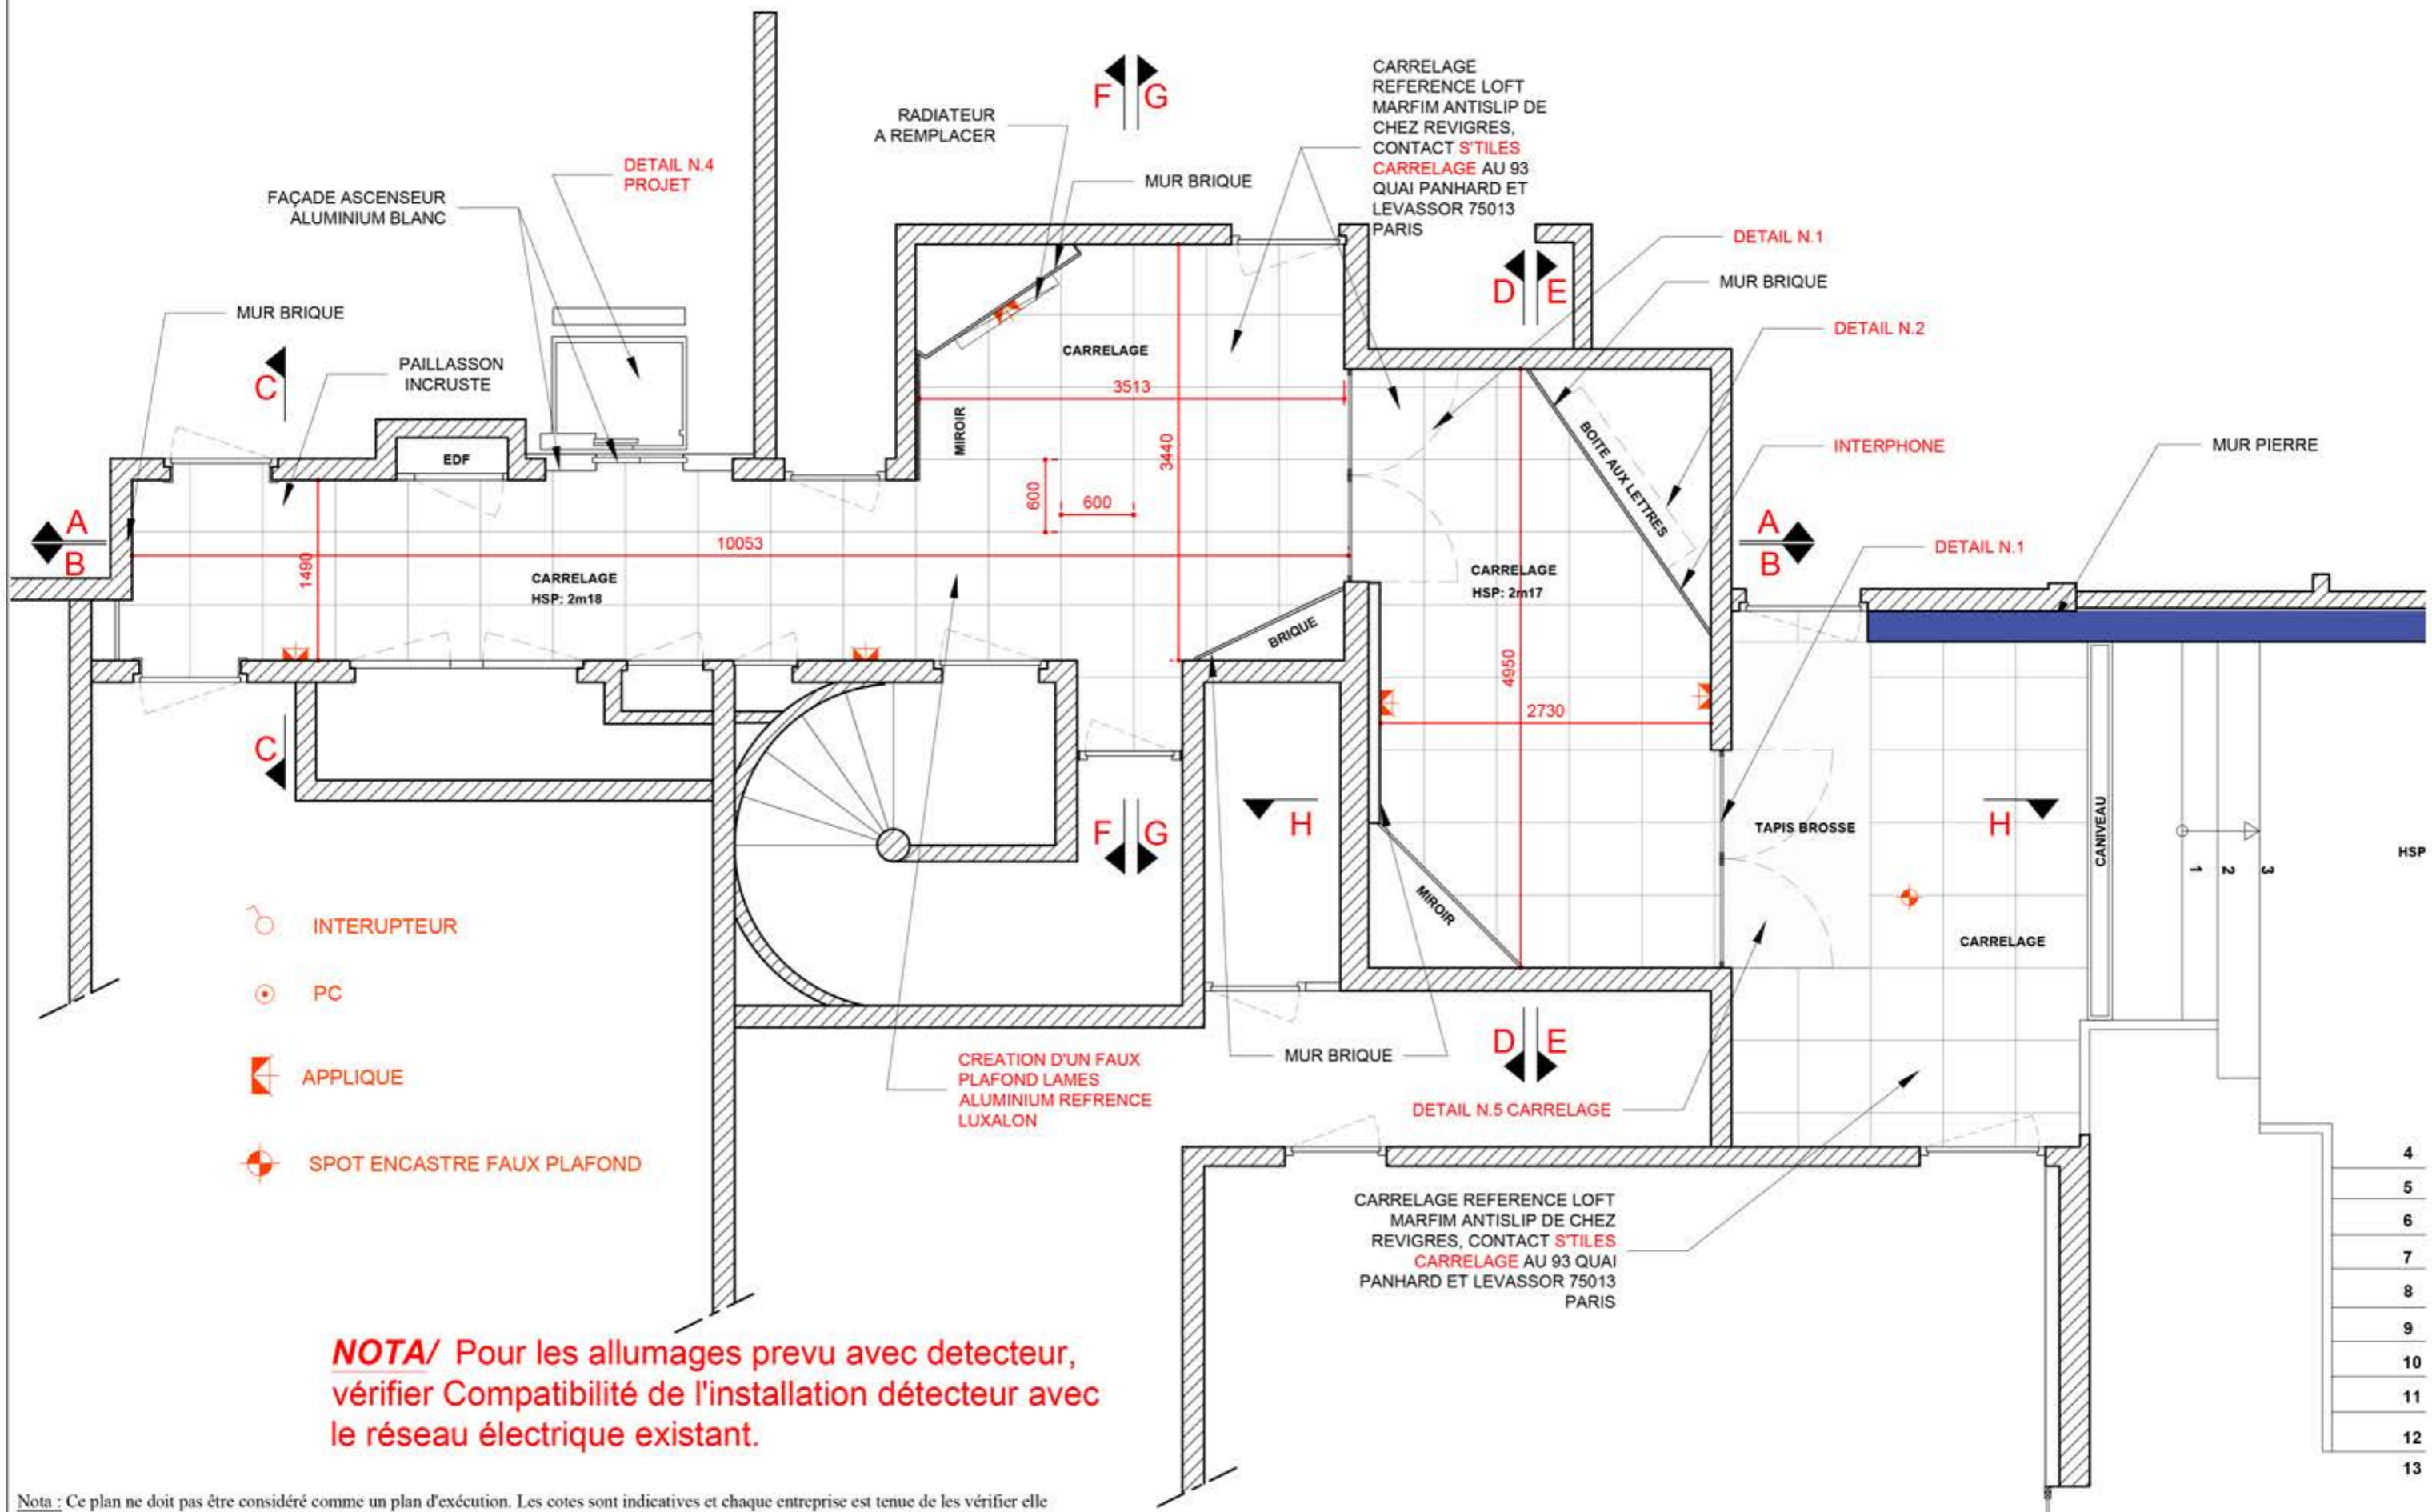 F G
CARRELAGE
REFERENCE LOFT
MARFIM ANTISLIP DE
CHEZ REVIGRES,
CONTACT S'TILES
CARRELAGE AU 93
QUAI PANHARD ET
LEVASSOR 75013
PARIS
RADIATEUR
A REMPLACER
MUR BRIQUE
DETAIL N.4
PROJET
FAÇADE ASCENSEUR
ALUMINIUM BLANC
MUR BRIQUE
PAILLASSON
INCRUSTE
C
EDF
DETAIL N.1
MUR BRIQUE
D E
DETAIL N.2
INTERPHONE
MUR PIERRE
CARRELAGE
3513
MIROIR
3440
600
600
BOITE AUX LETTRES
A
B
10053
1490
CARRELAGE
HSP: 2m18
CARRELAGE
HSP: 2m17
A
B
DETAIL N.1
BRIQUE
4950
2730
C
F G
H
TAPIS BROSSE
H
CANIVEAU
1
2
3
HSP
MIROIR
CARRELAGE
INTERUPTEUR
PC
APPLIQUE
SPOT ENCASTRE FAUX PLAFOND
CREATION D'UN FAUX
PLAFOND LAMES
ALUMINIUM REFRENCE
LUXALON
MUR BRIQUE
D E
DETAIL N.5 CARRELAGE
CARRELAGE REFERENCE LOFT
MARFIM ANTISLIP DE CHEZ
REVIGRES, CONTACT S'TILES
CARRELAGE AU 93 QUAI
PANHARD ET LEVASSOR 75013
PARIS
4
5
6
7
8
9
10
11
12
13
NOTA/ Pour les allumages prevu avec detecteur,
vérifier Compatibilité de l'installation détecteur avec
le réseau électrique existant.
Nota : Ce plan ne doit pas être considéré comme un plan d'exécution. Les cotes sont indicatives et chaque entreprise est tenue de les vérifier elle